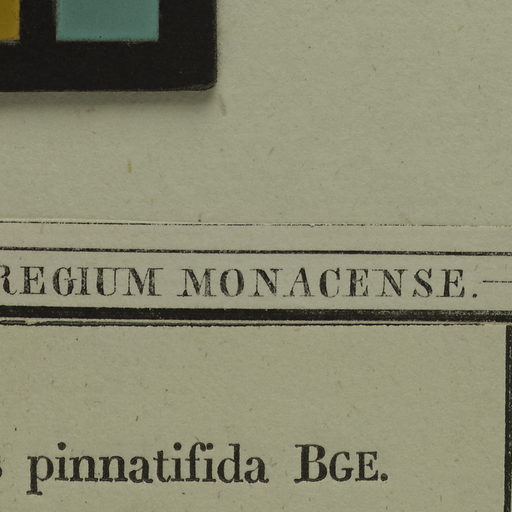 REGIUM MONACENSE.—
s pinnatifida BGE.